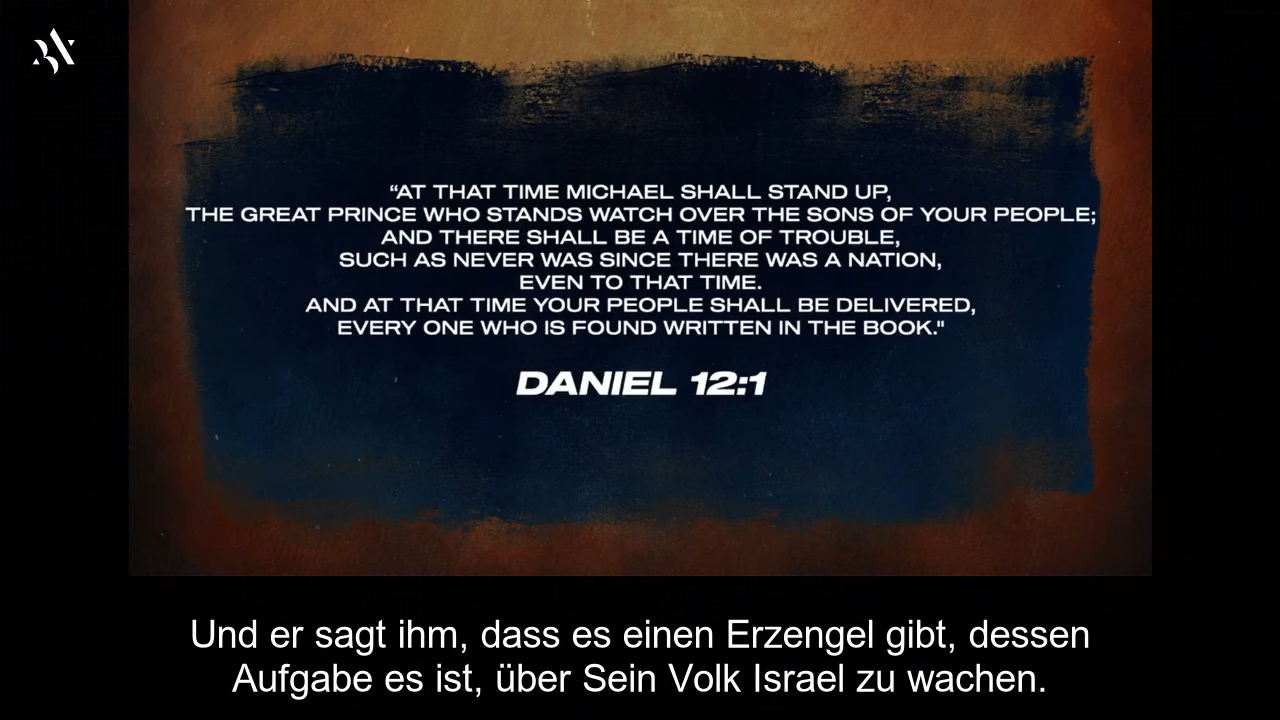 “AT THAT TIME MICHAEL SHALL STAND UP,
THE GREAT PRINCE WHO STANDS WATCH OVER THE SONS OF YOUR PEOPLE;
AND THERE SHALL BE A TIME OF TROUBLE,
SUCH AS NEVER WAS SINCE THERE WAS A NATION,
EVEN TO THAT TIME.
AND AT THAT TIME YOUR PEOPLE SHALL BE DELIVERED,
EVERY ONE WHO IS FOUND WRITTEN IN THE BOOK."
DANIEL 12:1
Und er sagt ihm, dass es einen Erzengel gibt, dessen
Aufgabe es ist, über Sein Volk Israel zu wachen.